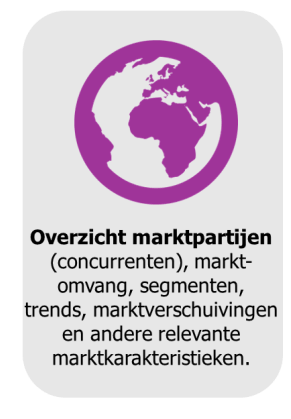 Overzicht marktpartijen
(concurrenten), markt-
omvang, segmenten,
trends, marktverschuivingen
en andere relevante
marktkarakteristieken.